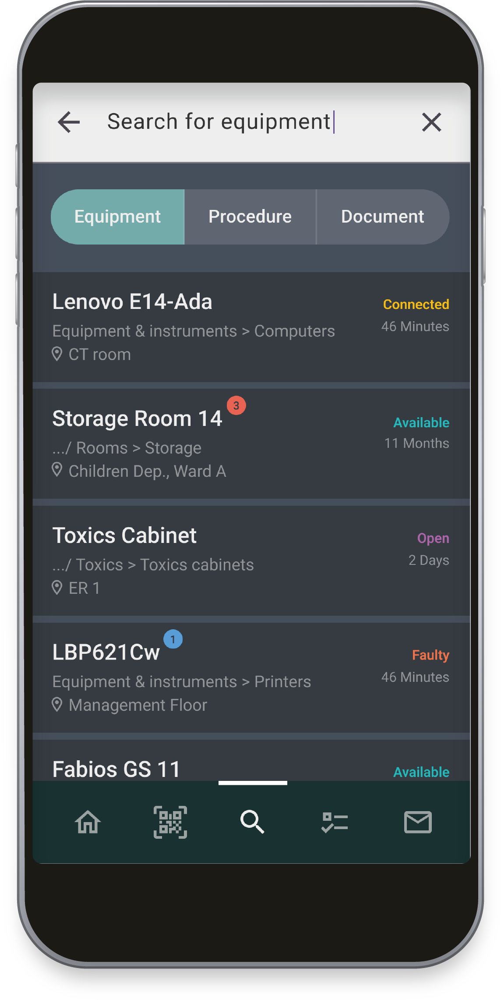 Search for equipment
Equipment Procedure Document
Lenovo E14-Ada
Connected
Equipment & instruments > Computers
46 Minutes
CT room
3
Storage Room 14
Available
.../ Rooms > Storage
11 Months
Children Dep., Ward A
Toxics Cabinet
Open
.../ Toxics > Toxics cabinets
2 Days
ER 1
1
LBP621Cw
Faulty
Equipment & instruments > Printers
46 Minutes
Management Floor
Fabios GS 11
Available